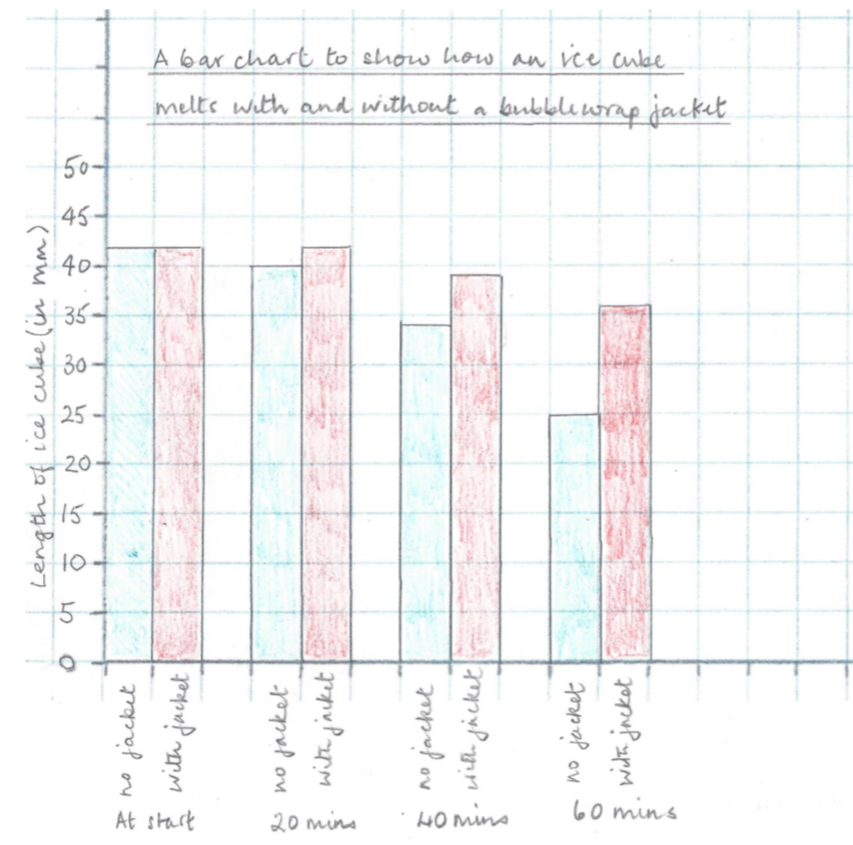 A bar chart to show how an ice cube
melts with and without a bubblewrap jacket
Length of ice cube (in mm)
50
45
40
35
30
25
20
15
10
5
0
no jacket
with jacket
no jacket
with jacket
no jacket
with jacket
no jacket
with jacket
At start
20 mins
40 mins
60 mins